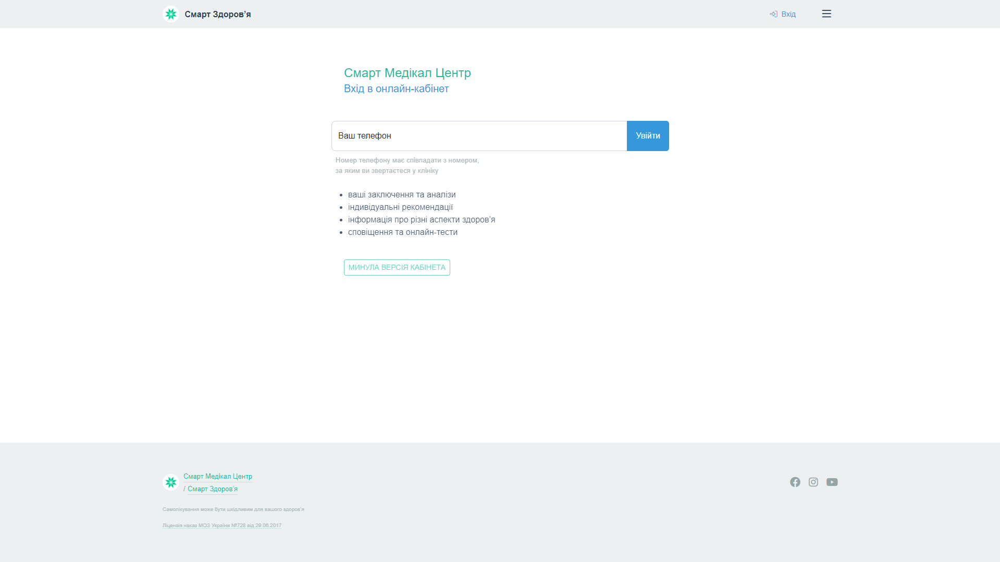 Смарт Здоров’я
Вхід
Смарт Медікал Центр
Вхід в онлайн-кабінет
Ваш телефон
Увійти
Номер телефону має співпадати з номером,
за яким ви звертаєтеся у клініку
ваші заключення та аналізи
індивідуальні рекомендації
інформація про різні аспекти здоров’я
сповіщення та онлайн-тести
МИНУЛА ВЕРСІЯ КАБІНЕТА
Смарт Медікал Центр
/ Смарт Здоров’я
Самолікування може бути шкідливим для вашого здоров’я
Ліцензія наказ МОЗ України №728 від 29.06.2017